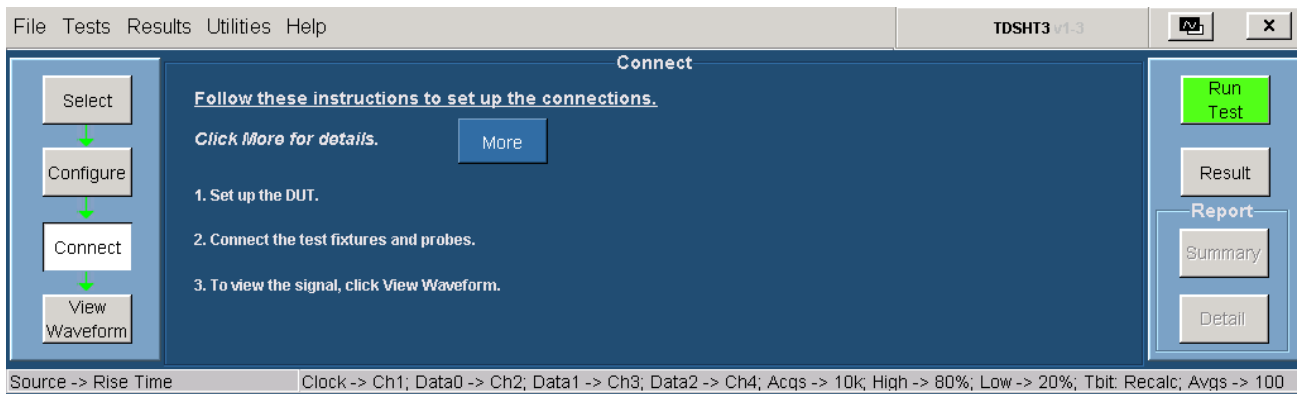 File Tests Results Utilities Help TDSHT3 v1-3 x
Connect
Select
Configure
Connect
View
Waveform
Follow these instructions to set up the connections.
Click More for details. More
1. Set up the DUT.
2. Connect the test fixtures and probes.
3. To view the signal, click View Waveform.
Run
Test
Result
Report
Summary
Detail
Source -> Rise Time Clock -> Ch1; Data0 -> Ch2; Data1 -> Ch3; Data2 -> Ch4; Acqs -> 10k; High -> 80%; Low -> 20%; Tbit: Recalc; Avgs -> 100